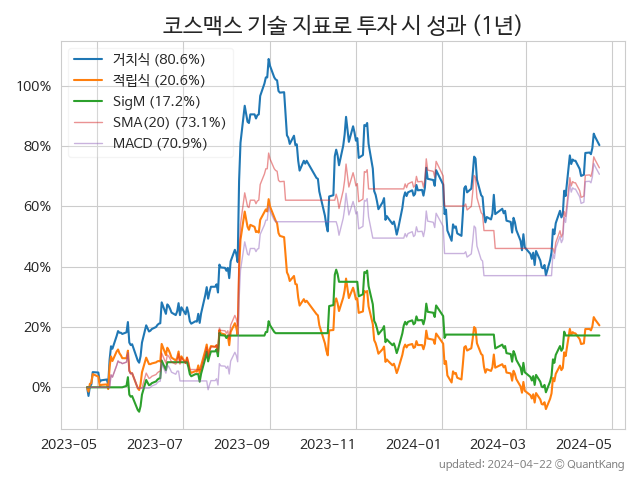 코스맥스 기술 지표로 투자 시 성과 (1년)
거치식 (80.6%)
적립식 (20.6%)
SigM (17.2%)
SMA(20) (73.1%)
MACD (70.9%)
100%
80%
60%
40%
20%
0%
2023-05 2023-07 2023-09 2023-11 2024-01 2024-03 2024-05
updated: 2024-04-22 © QuantKang